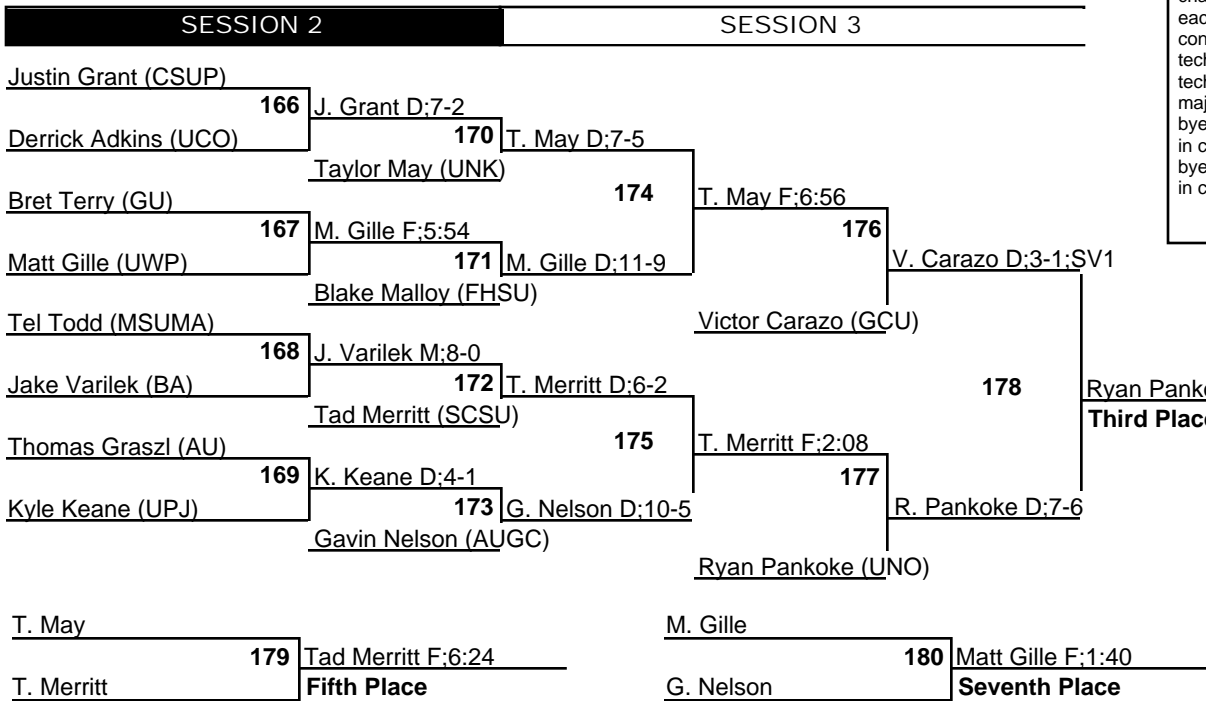 SESSION 2
SESSION 3
Justin Grant (CSUP)
166
J. Grant D;7-2
Derrick Adkins (UCO)
170
T. May D;7-5
Taylor May (UNK)
Bret Terry (GU)
174
T. May F;6:56
167
M. Gille F;5:54
176
Matt Gille (UWP)
171
M. Gille D;11-9
V. Carazo D;3-1;SV1
Blake Malloy (FHSU)
Tel Todd (MSUMA)
Victor Carazo (GCU)
168
J. Varilek M;8-0
Jake Varilek (BA)
172
T. Merritt D;6-2
178
Ryan
Tad Merritt (SCSU)
Third
Thomas Graszl (AU)
175
T. Merritt F;2:08
169
K. Keane D;4-1
177
Kyle Keane (UPJ)
173
G. Nelson D;10-5
R. Pankoke D;7-6
Gavin Nelson (AUGC)
Ryan Pankoke (UNO)
T. May
M. Gille
179
Tad Merritt F;6:24
180
Matt Gille F;1:40
T. Merritt
Fifth Place
G. Nelson
Seventh Place
bye
in
bye
in